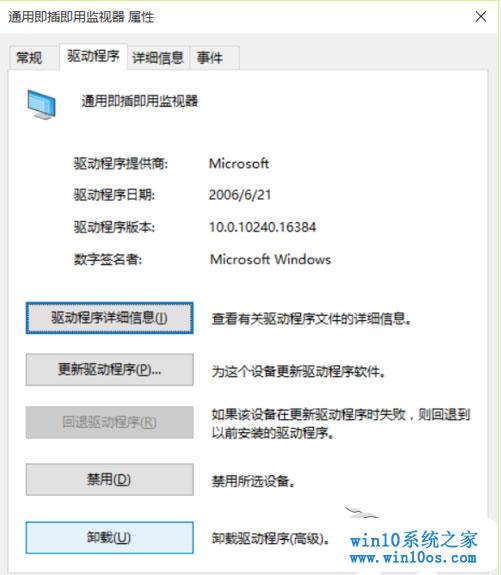 通用即插即用监视器 属性
常规 驱动程序 详细信息 事件
通用即插即用监视器
驱动程序提供商: Microsoft
驱动程序日期: 2006/6/21
驱动程序版本: 10.0.10240.16384
数字签名者: Microsoft Windows
驱动程序详细信息(I) 查看有关驱动程序文件的详细信息。
更新驱动程序(P)... 为这个设备更新驱动程序软件。
回退驱动程序(R) 如果该设备在更新驱动程序时失败，则回退到
以前安装的驱动程序。
禁用(D) 禁用所选设备。
卸载(U) 卸载驱动程序(高级)。
win10系统之家
www.win10os.com